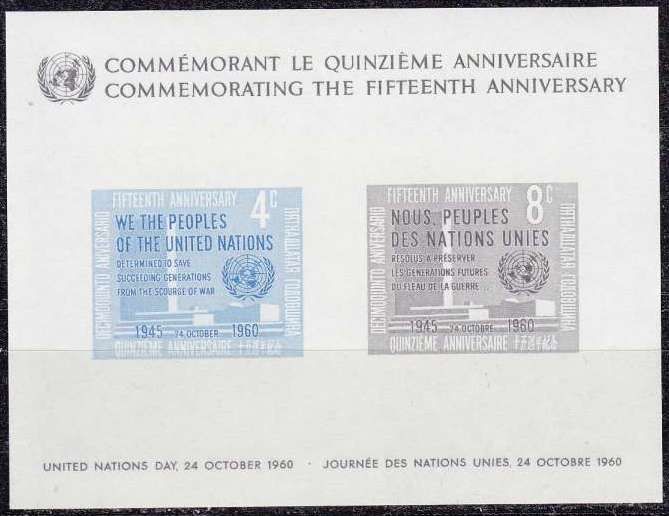 COMMÉMORANT LE QUINZIÈME ANNIVERSAIRE
COMMEMORATING THE FIFTEENTH ANNIVERSARY
FIFTEENTH ANNIVERSARY 4c
WE THE PEOPLES
OF THE UNITED NATIONS
DETERMINED TO SAVE
SUCCEEDING GENERATIONS
FROM THE SCOURGE OF WAR
1945 24 OCTOBER 1960
QUINZIÈME ANNIVERSAIRE
DECIMOQUINTO ANIVERSARIO
FIFTEENTH ANNIVERSARY 8c
NOUS, PEUPLES
DES NATIONS UNIES
RÉSOLUS À PRÉSERVER
LES GÉNÉRATIONS FUTURES
DU FLÉAU DE LA GUERRE...
1945 24 OCTOBRE 1960
QUINZIÈME ANNIVERSAIRE
DECIMOQUINTO ANIVERSARIO
UNITED NATIONS DAY, 24 OCTOBER 1960 · JOURNÉE DES NATIONS UNIES, 24 OCTOBRE 1960